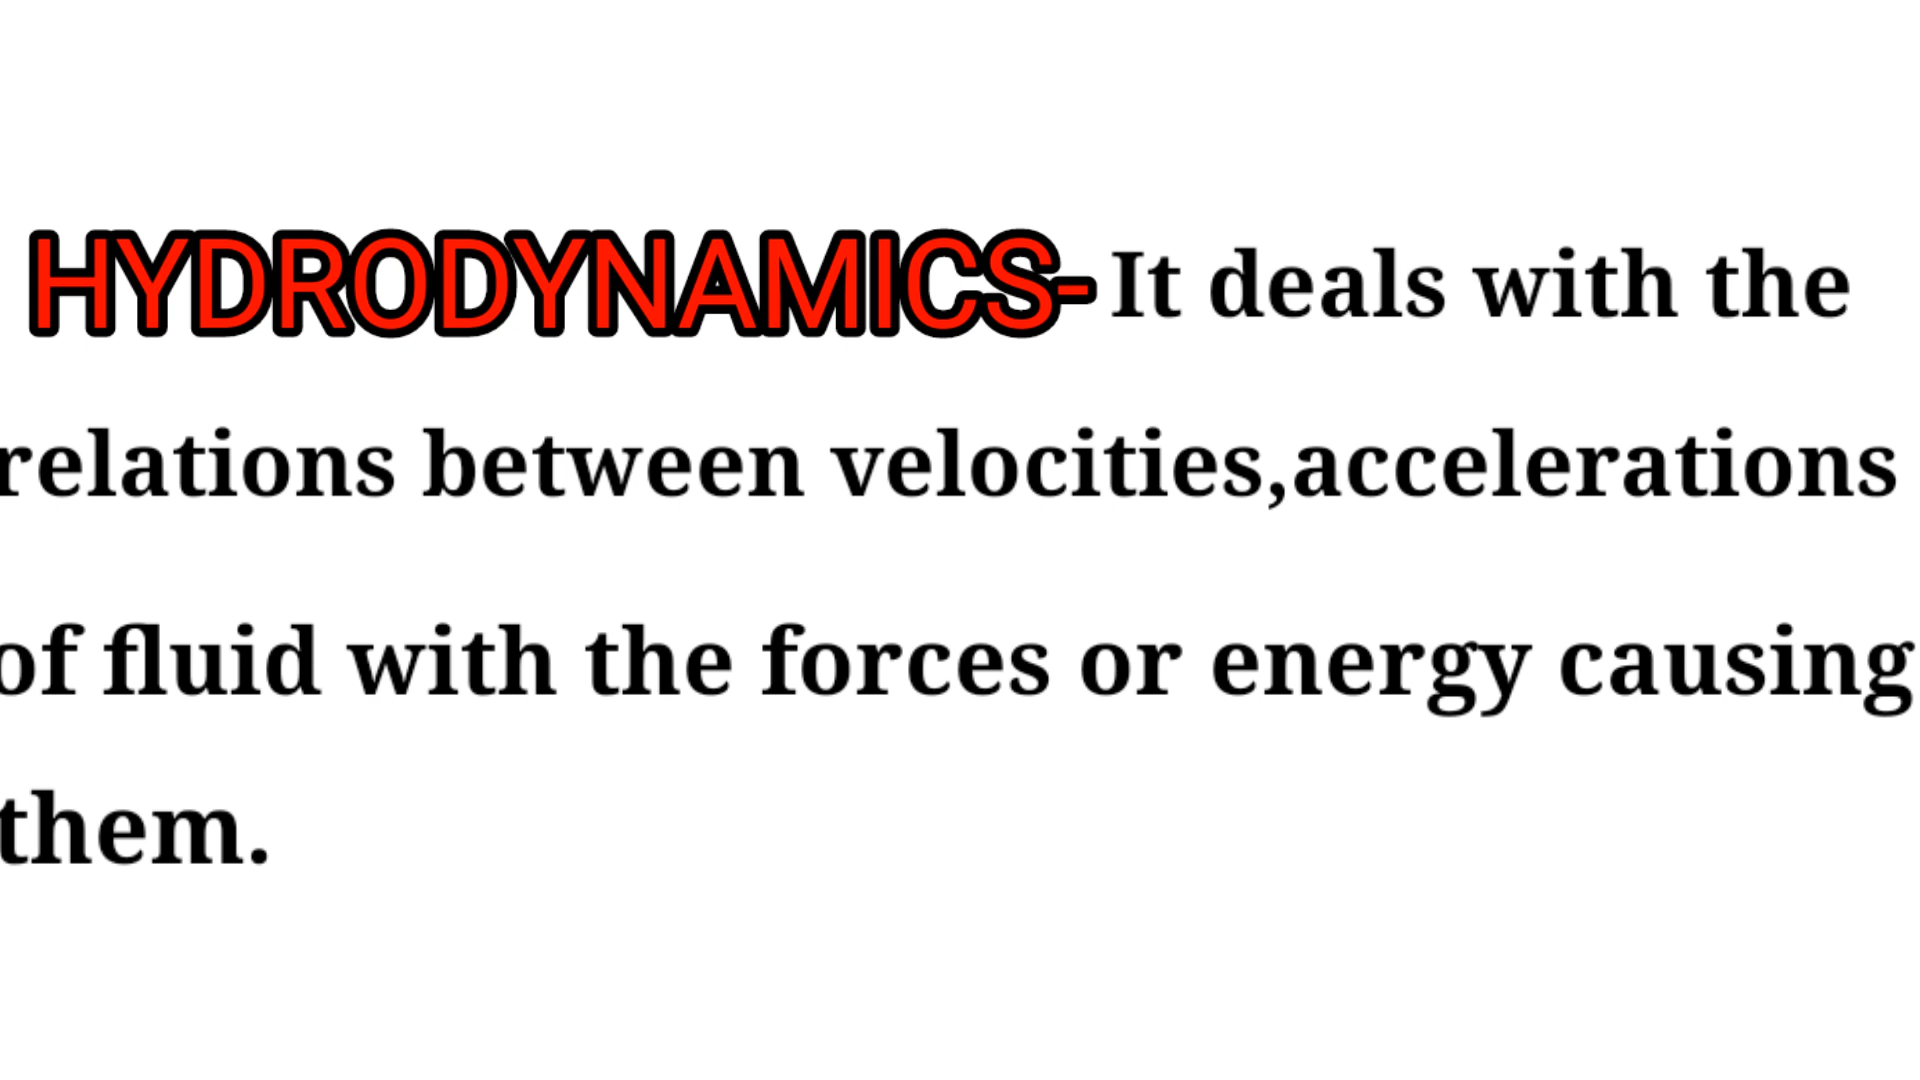 HYDRODYNAMICS- It deals with the
relations between velocities,accelerations
of fluid with the forces or energy causing
them.